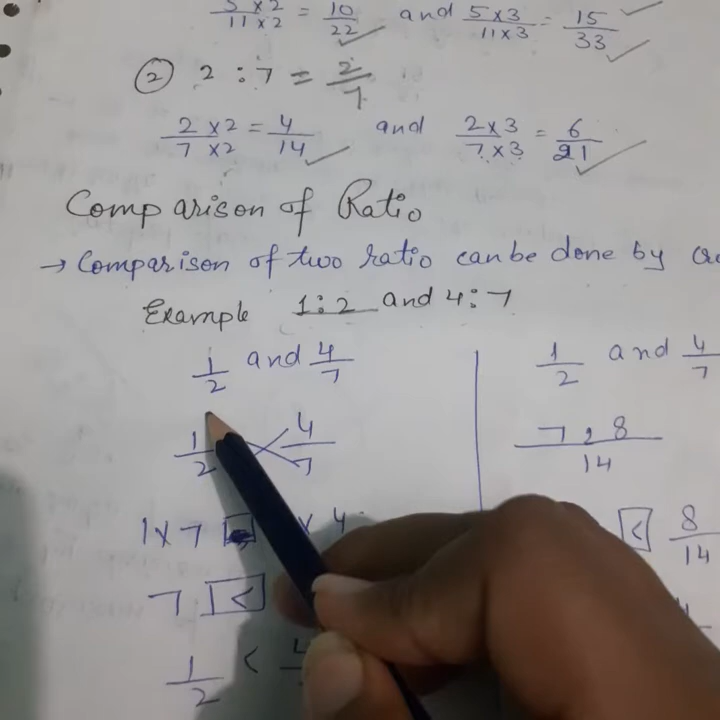 5 x 2 / 11 x 2 = 10 / 22 and 5 x 3 / 11 x 3 = 15 / 33
② 2 : 7 = 2 / 7
2 x 2 / 7 x 2 = 4 / 14 and 2 x 3 / 7 x 3 = 6 / 21
Comparison of Ratio
→ Comparison of two ratio can be done by
Example 1:2 and 4:7
1 / 2 and 4 / 7
1 / 2 4 / 7
1 x 7 x 4
7 <
1 / 2 < 4
1 / 2 and 4 / 7
7, 8 / 14
< 8 / 14